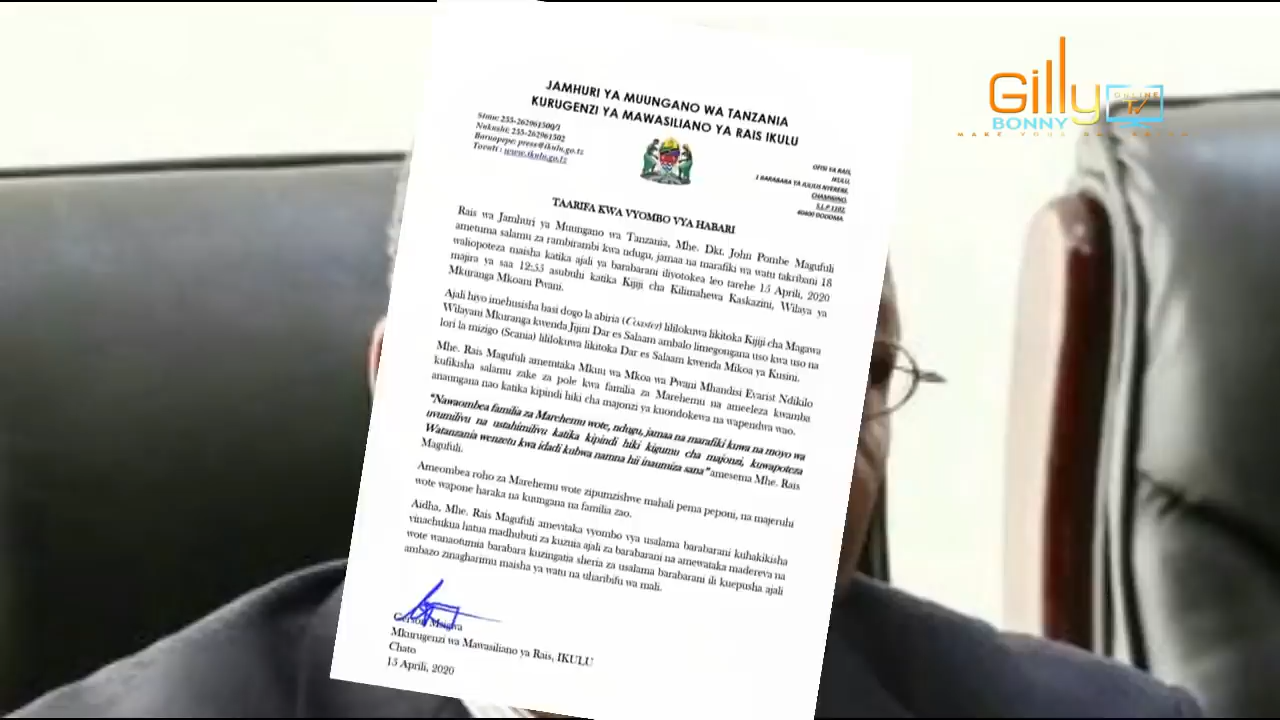 JAMHURI YA MUUNGANO WA TANZANIA
KURUGENZI YA MAWASILIANO YA RAIS IKULU
Simu: 255-262961500/1
Nukushi: 255-262961502
Baruapepe: press@ikulu.go.tz
Tovuti : www.ikulu.go.tz
OFISI YA RAIS,
IKULU,
1 BARABARA YA JULIUS NYERERE,
CHAMWINO,
S.L.P 1102,
40400 DODOMA.
TAARIFA KWA VYOMBO VYA HABARI
Rais wa Jamhuri ya Muungano wa Tanzania, Mhe. Dkt. John Pombe Magufuli
ametuma salamu za rambirambi kwa ndugu, jamaa na marafiki wa watu takribani 18
waliopoteza maisha katika ajali ya barabarani iliyotokea leo tarehe 15 Aprili, 2020
majira ya saa 12:55 asubuhi katika Kijiji cha Kilimahewa Kaskazini, Wilaya ya
Mkuranga Mkoani Pwani.
Ajali hiyo imehusisha basi dogo la abiria (Coaster) lililokuwa likitoka Kijiji cha Magawa
Wilayani Mkuranga kwenda Jijini Dar es Salaam ambalo limegongana uso kwa uso na
lori la mizigo (Scania) lililokuwa likitoka Dar es Salaam kwenda Mikoa ya Kusini.
Mhe. Rais Magufuli amemtaka Mkuu wa Mkoa wa Pwani Mhandisi Evarist Ndikilo
kufikisha salamu zake za pole kwa familia za Marehemu na ameeleza kwamba
anaungana nao katika kipindi hiki cha majonzi ya kuondokewa na wapendwa wao.
"Nawaombea familia za Marehemu wote, ndugu, jamaa na marafiki kuwa na moyo wa
uvumilivu na ustahimilivu katika kipindi hiki kigumu cha majonzi, kuwapoteza
Watanzania wenzetu kwa idadi kubwa namna hii inaumiza sana" amesema Mhe. Rais
Magufuli.
Ameombea roho za Marehemu wote zipumzishwe mahali pema peponi, na majeruhi
wote wapone haraka na kuungana na familia zao.
Aidha, Mhe. Rais Magufuli amevitaka vyombo vya usalama barabarani kuhakikisha
vinachukua hatua madhubuti za kuzuia ajali za barabarani na amewataka madereva na
wote wanaotumia barabara kuzingatia sheria za usalama barabarani ili kuepusha ajali
ambazo zinagharimu maisha ya watu na uharibifu wa mali.
Gerson Msigwa
Mkurugenzi wa Mawasiliano ya Rais, IKULU
Chato
15 Aprili, 2020
Gilly
BONNY
ONLINE
TV